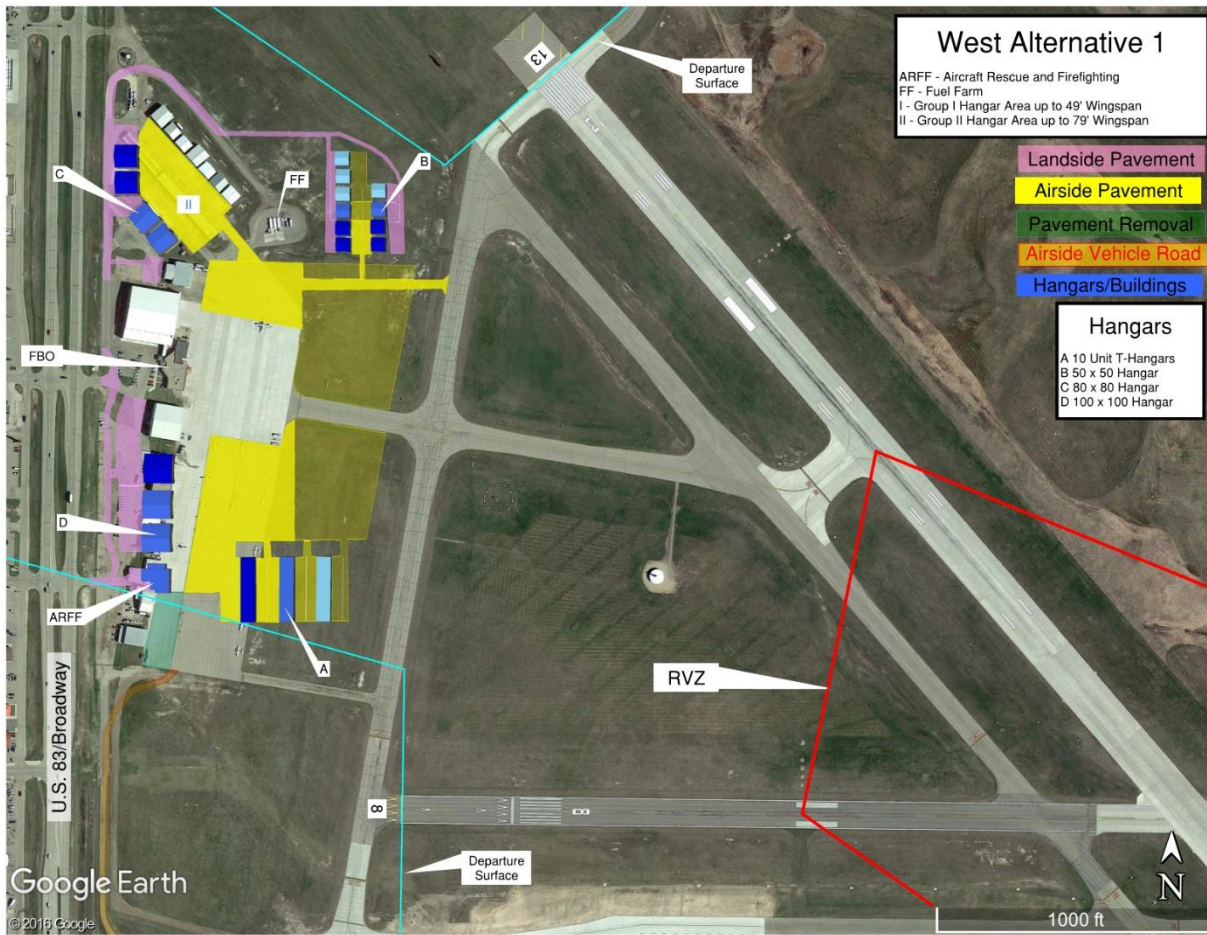 West Alternative 1
ARFF - Aircraft Rescue and Firefighting
FF - Fuel Farm
I - Group I Hangar Area up to 49' Wingspan
II - Group II Hangar Area up to 79' Wingspan
Landside Pavement
Airside Pavement
Pavement Removal
Airside Vehicle Road
Hangars/Buildings
Hangars
A 10 Unit T-Hangars
B 50 x 50 Hangar
C 80 x 80 Hangar
D 100 x 100 Hangar
13
Departure
Surface
B
C
FF
II
FBO
D
ARFF
A
RVZ
U.S. 83/Broadway
8
8
Departure
Surface
Google Earth
© 2016 Google
N
1000 ft